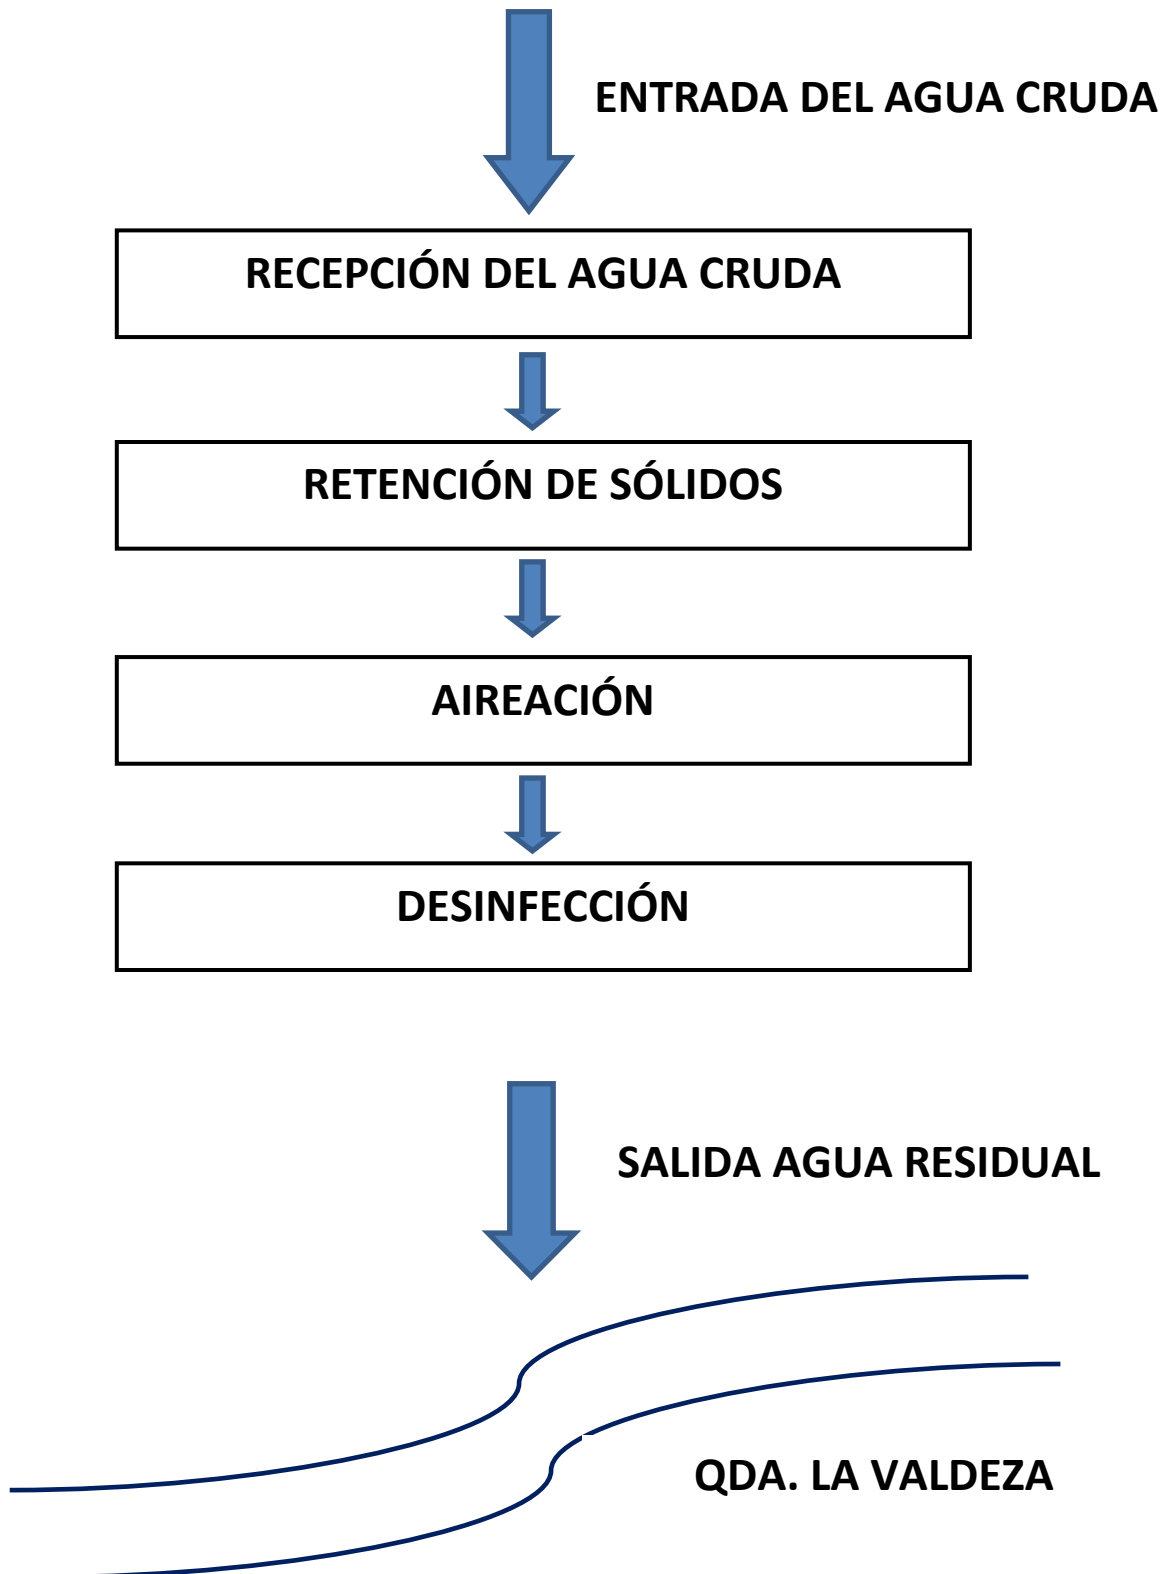 ENTRADA DEL AGUA CRUDA
RECEPCIÓN DEL AGUA CRUDA
RETENCIÓN DE SÓLIDOS
AIREACIÓN
DESINFECCIÓN
SALIDA AGUA RESIDUAL
QDA. LA VALDEZA